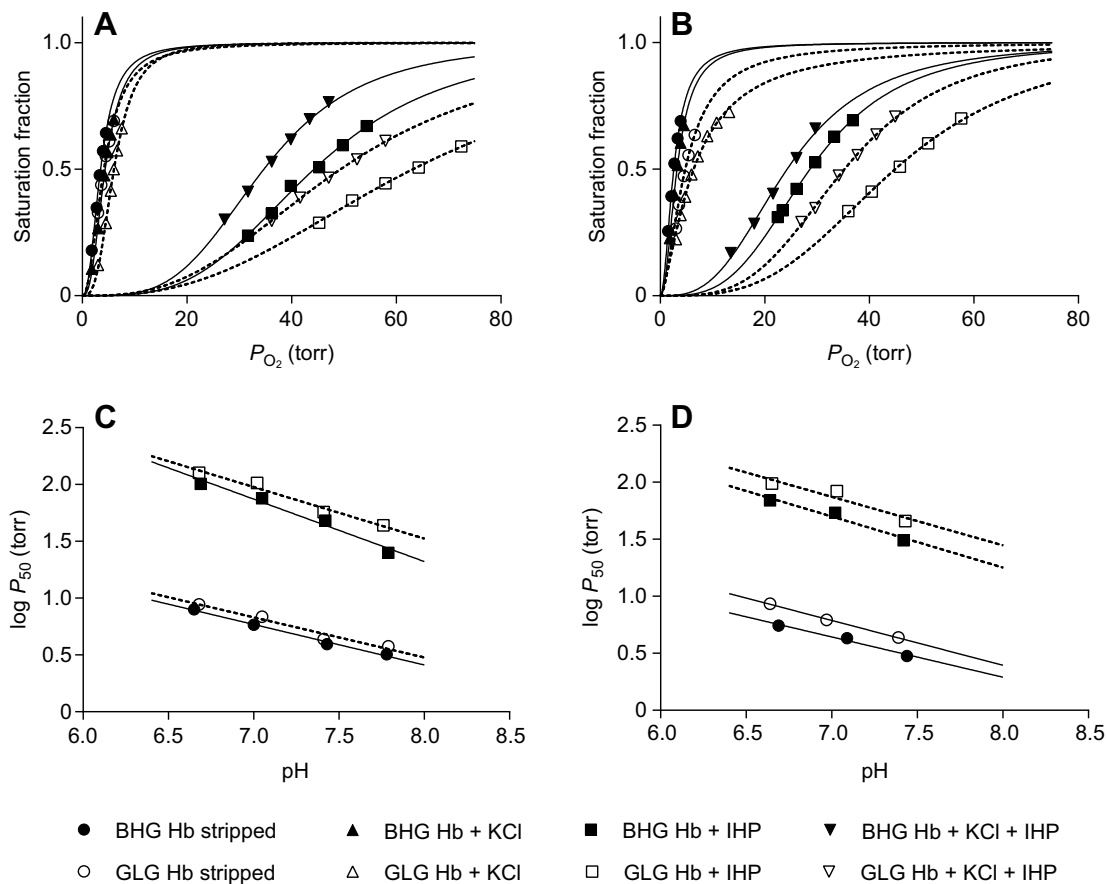 A
B
1.0
0.5
0
Saturation fraction
0 20 40 60 80
P_O2 (torr)
1.0
0.5
0
Saturation fraction
0 20 40 60 80
P_O2 (torr)
C
D
2.5
2.0
1.5
1.0
0.5
0
log P50 (torr)
6.0 6.5 7.0 7.5 8.0 8.5
pH
2.5
2.0
1.5
1.0
0.5
0
log P50 (torr)
6.0 6.5 7.0 7.5 8.0 8.5
pH
BHG Hb stripped BHG Hb + KCl BHG Hb + IHP BHG Hb + KCl + IHP
GLG Hb stripped GLG Hb + KCl GLG Hb + IHP GLG Hb + KCl + IHP